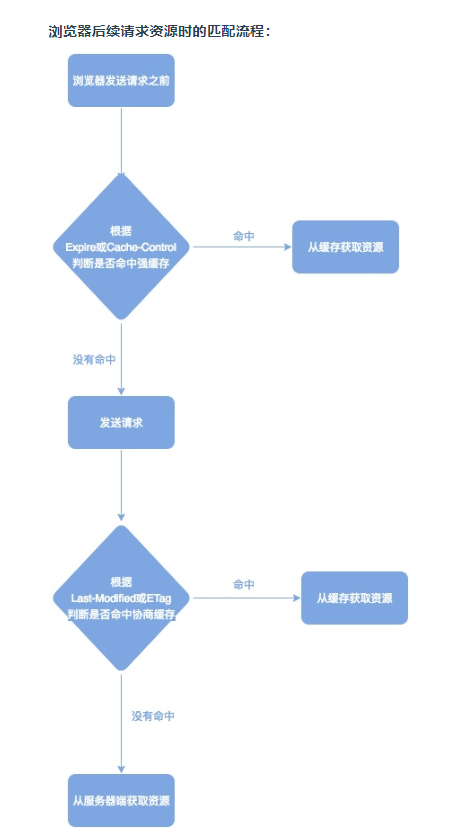 浏览器后续请求资源时的匹配流程：
浏览器发送请求之前
根据
Expire或Cache-Control
判断是否命中强缓存
命中
从缓存获取资源
没有命中
发送请求
根据
Last-Modified或ETag
判断是否命中协商缓存
命中
从缓存获取资源
没有命中
从服务器端获取资源